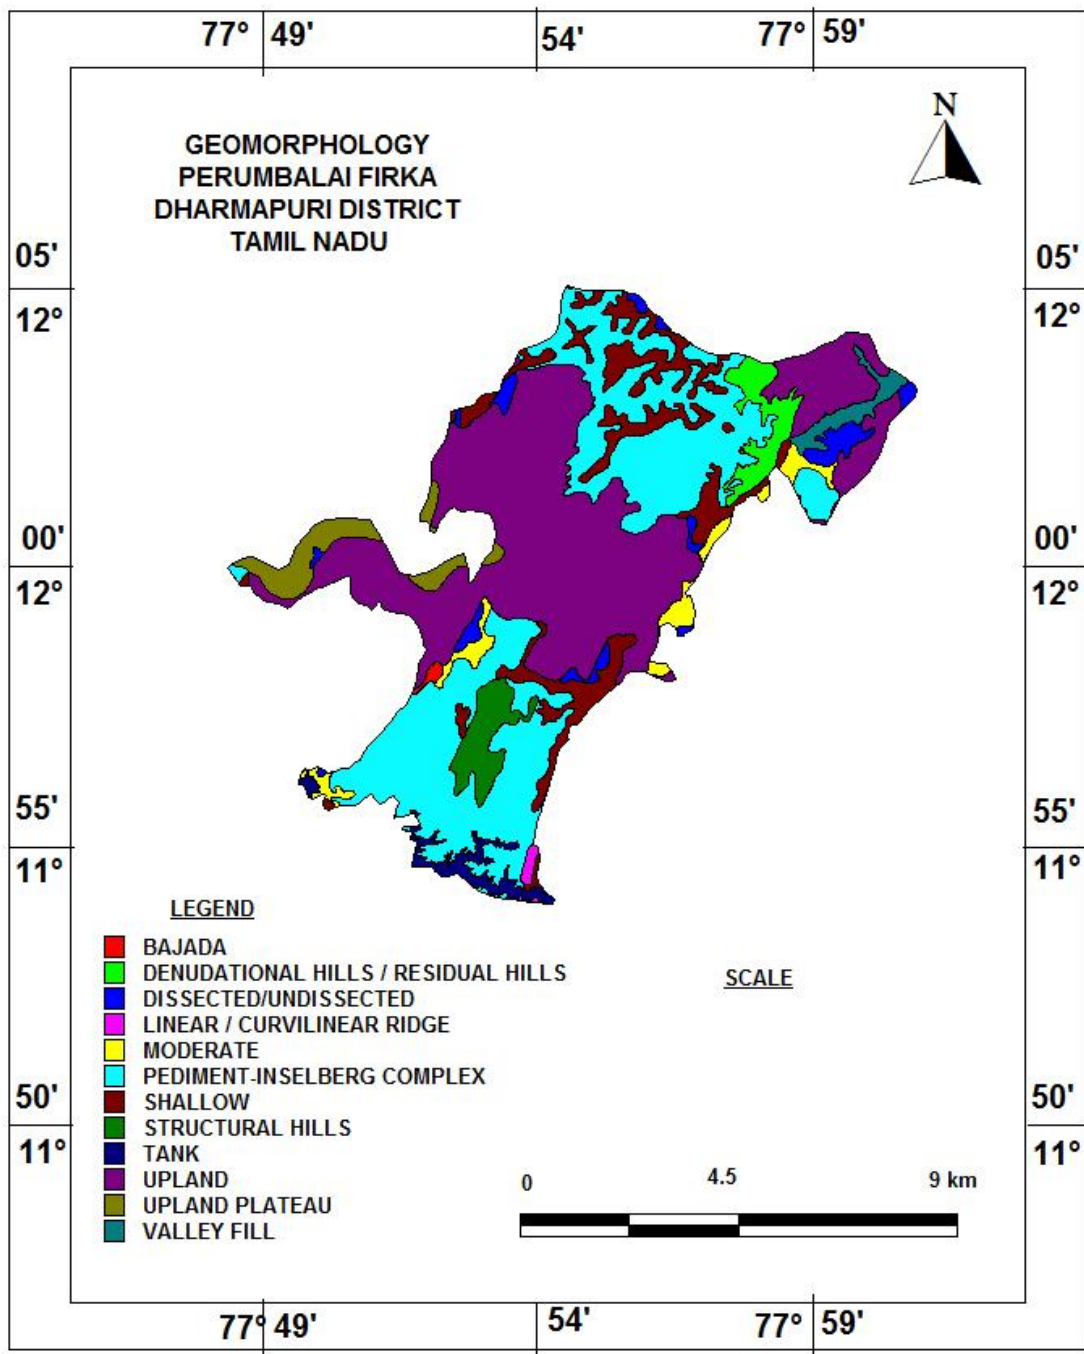 77° 49' 54' 77° 59'
N
GEOMORPHOLOGY
PERUMBALAI FIRKA
DHARMAPURI DISTRICT
TAMIL NADU
05' 05'
12° 12°
00' 00'
12° 12°
55' 55'
11° 11°
LEGEND
BAJADA
DENUDATIONAL HILLS / RESIDUAL HILLS
DISSECTED/UNDISSECTED
LINEAR / CURVILINEAR RIDGE
MODERATE
PEDIMENT-INSELBERG COMPLEX
SHALLOW
STRUCTURAL HILLS
TANK
UPLAND
UPLAND PLATEAU
VALLEY FILL
SCALE
50' 50'
11° 11°
0 4.5 9 km
77° 49' 54' 77° 59'